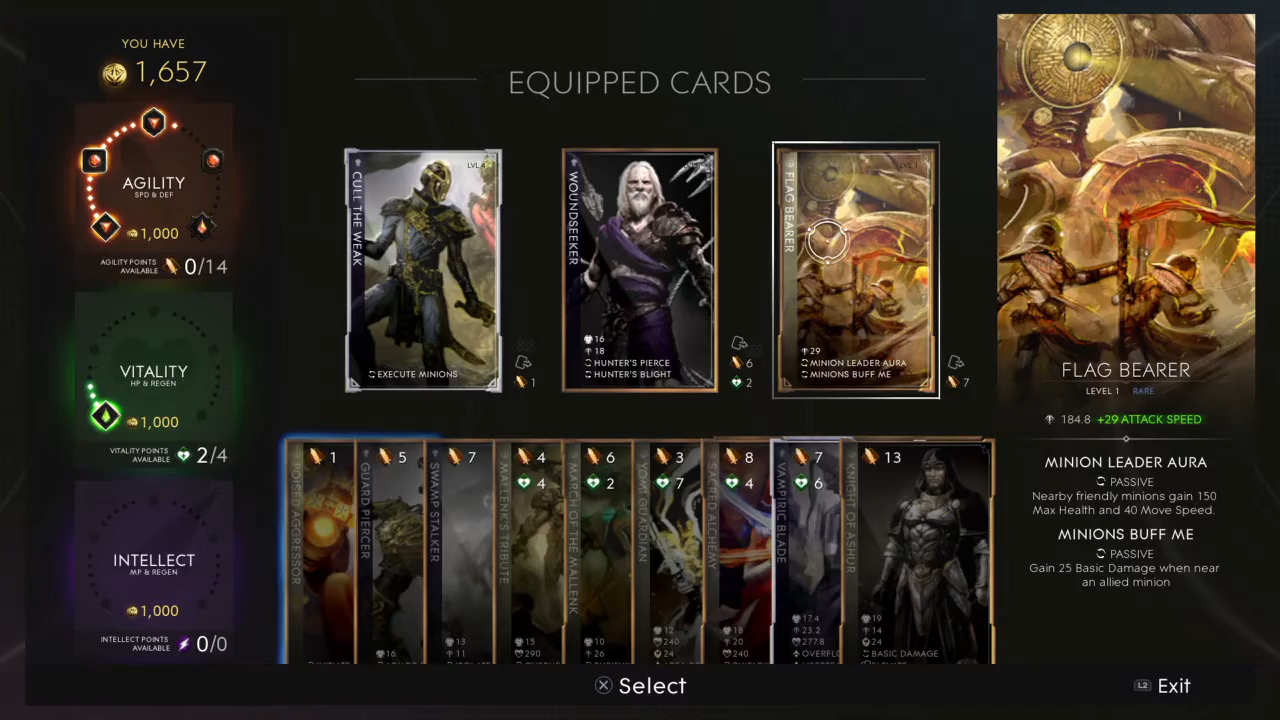 YOU HAVE
1,657
AGILITY
SPD & DEF
1,000
AGILITY POINTS
AVAILABLE
0/14
VITALITY
HP & REGEN
1,000
VITALITY POINTS
AVAILABLE
2/4
INTELLECT
MP & REGEN
1,000
INTELLECT POINTS
AVAILABLE
0/0
EQUIPPED CARDS
CULL THE WEAK
EXECUTE MINIONS
1
WOUNDSEEKER
16
18
HUNTER'S PIERCE
HUNTER'S BLIGHT
6
2
FLAG BEARER
LVL 1
29
MINION LEADER AURA
MINIONS BUFF ME
7
POISED AGGRESSOR
1
GUARD PIERCER
5
16
SWAMP STALKER
7
13
11
MALLENK'S TRIBUTE
4
4
15
290
MARCH OF THE MALLENK
6
2
10
26
YOMI GUARDIAN
3
7
12
240
24
SACRED ALCHEMY
8
4
18
20
240
VAMPIRIC BLADE
7
6
17.4
23.2
277.8
OVERFL
KNIGHT OF ASHUR
13
19
14
24
BASIC DAMAGE
FLAG BEARER
LEVEL 1 RARE
184.8 +29 ATTACK SPEED
MINION LEADER AURA
PASSIVE
Nearby friendly minions gain 150
Max Health and 40 Move Speed.
MINIONS BUFF ME
PASSIVE
Gain 25 Basic Damage when near
an allied minion
Select
L2 Exit